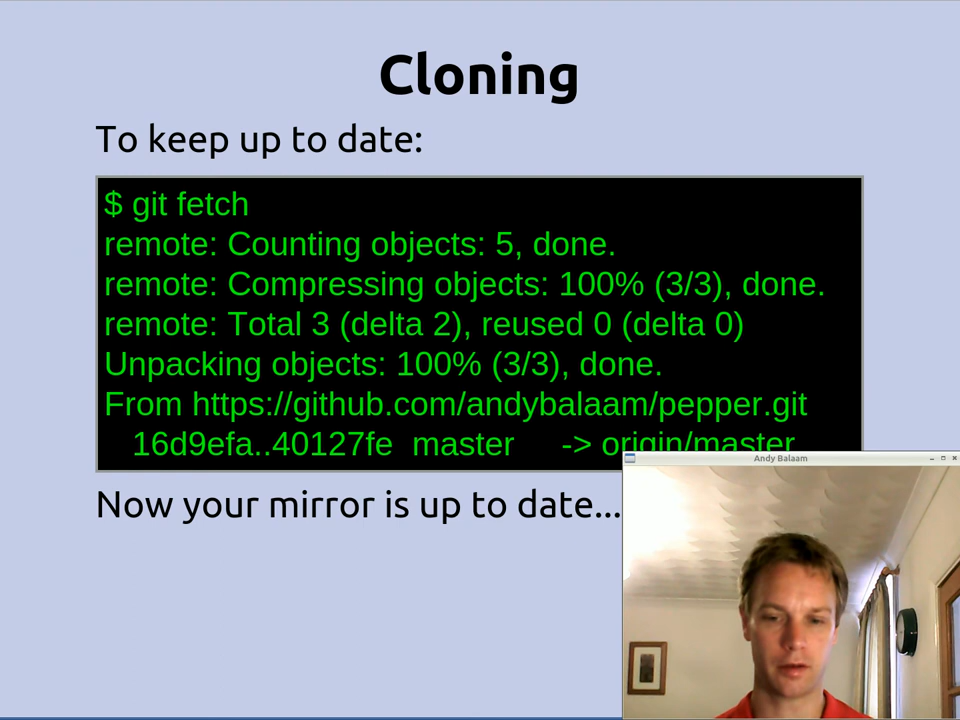 Cloning
To keep up to date:
$ git fetch
remote: Counting objects: 5, done.
remote: Compressing objects: 100% (3/3), done.
remote: Total 3 (delta 2), reused 0 (delta 0)
Unpacking objects: 100% (3/3), done.
From https://github.com/andybalaam/pepper.git
16d9efa..40127fe master -> origin/master
Andy Balaam
Now your mirror is up to date...